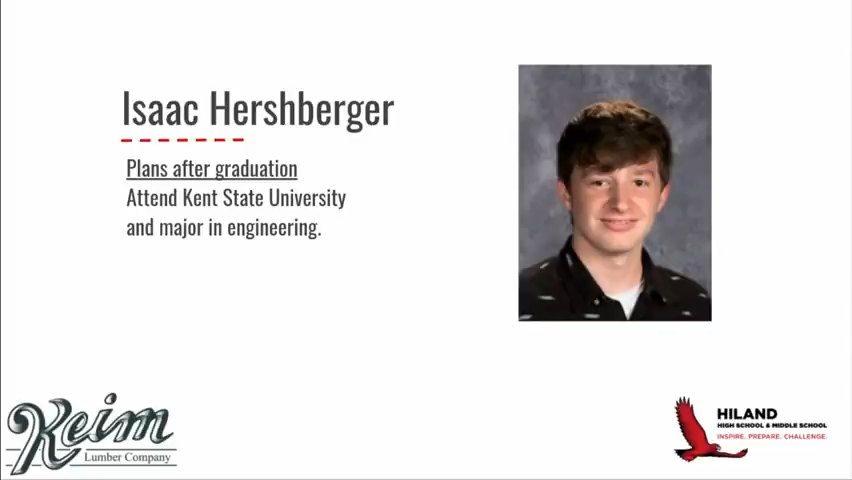 Isaac Hershberger
Plans after graduation
Attend Kent State University
and major in engineering.
Keim
Lumber Company
HILAND
HIGH SCHOOL & MIDDLE SCHOOL
INSPIRE. PREPARE. CHALLENGE.